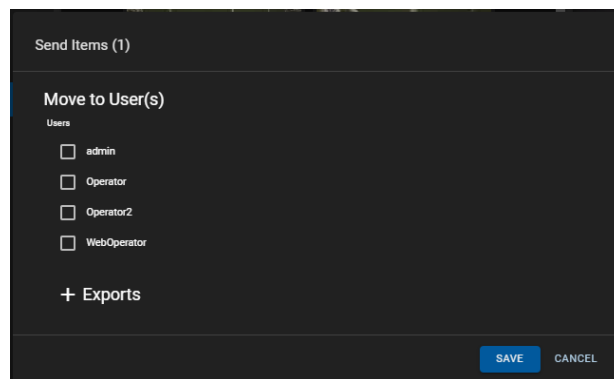 Send Items (1)
Move to User(s)
Users
admin
Operator
Operator2
WebOperator
+ Exports
SAVE CANCEL